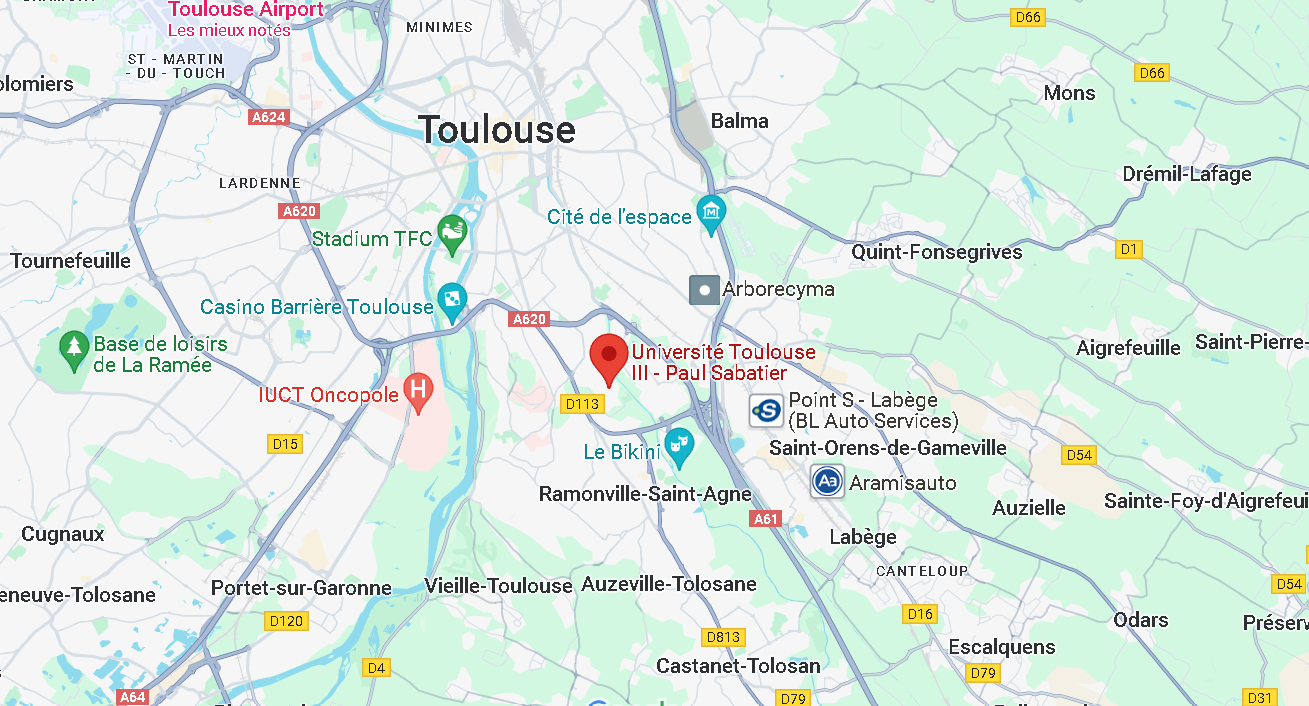 Toulouse Airport
Les mieux notés
MINIMES
D66
ST - MARTIN
- DU - TOUCH
D66
olomiers
Mons
A624
Toulouse
Balma
LARDENNE
Drémil-Lafage
A620
Cité de l'espace
Stadium TFC
Quint-Fonsegrives
D1
Tournefeuille
Arborecyma
Casino Barrière Toulouse
A620
Base de loisirs
de La Ramée
Université Toulouse
III - Paul Sabatier
Aigrefeuille
Saint-Pierre-
IUCT Oncopole
H
D113
S
Point S - Labège
(BL Auto Services)
D15
Le Bikini
Saint-Orens-de-Gameville
D54
Aa
Aramisauto
Ramonville-Saint-Agne
Auzielle
Sainte-Foy-d'Aigrefeui
A61
Cugnaux
Labège
CANTELOUP
eneuve-Tolosane
Portet-sur-Garonne
Vieille-Toulouse
Auzeville-Tolosane
D54
D120
D16
Odars
Préserv
D813
Escalquens
D4
Castanet-Tolosan
D79
A64
D79
D31